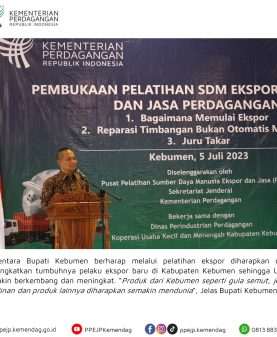 KEMENTERIAN
PERDAGANGAN
REPUBLIK INDONESIA
KEMENTERIAN
PERDAGANGAN
REPUBLIK INDONESIA
PEMBUKAAN PELATIHAN SDM EKSPOR
DAN JASA PERDAGANGAN
1. Bagaimana Memulai Ekspor
2. Reparasi Timbangan Bukan Otomatis M
3. Juru Takar
Kebumen, 5 Juli 2023
Diselenggarakan oleh
Pusat Pelatihan Sumber Daya Manusia Ekspor dan Jasa (P
Sekretariat Jenderal
Kementerian Perdagangan
Bekerja sama dengan
Dinas Perindustrian Perdagangan
Koperasi Usaha Kecil dan Menengah Kabupaten Kebu
entara Bupati Kebumen berharap melalui pelatihan ekspor diharapkan
ngkatkan tumbuhnya pelaku ekspor baru di Kabupaten Kebumen sehingga U
akin berkembang dan meningkat. "Produk dari Kebumen seperti gula semut, je
linan dan produk lainnya diharapkan semakin mendunia", Jelas Bupati Kebumen
ppejp.kemendag.go.id PPEJPKemendag ppejp.kemendag 0813 88